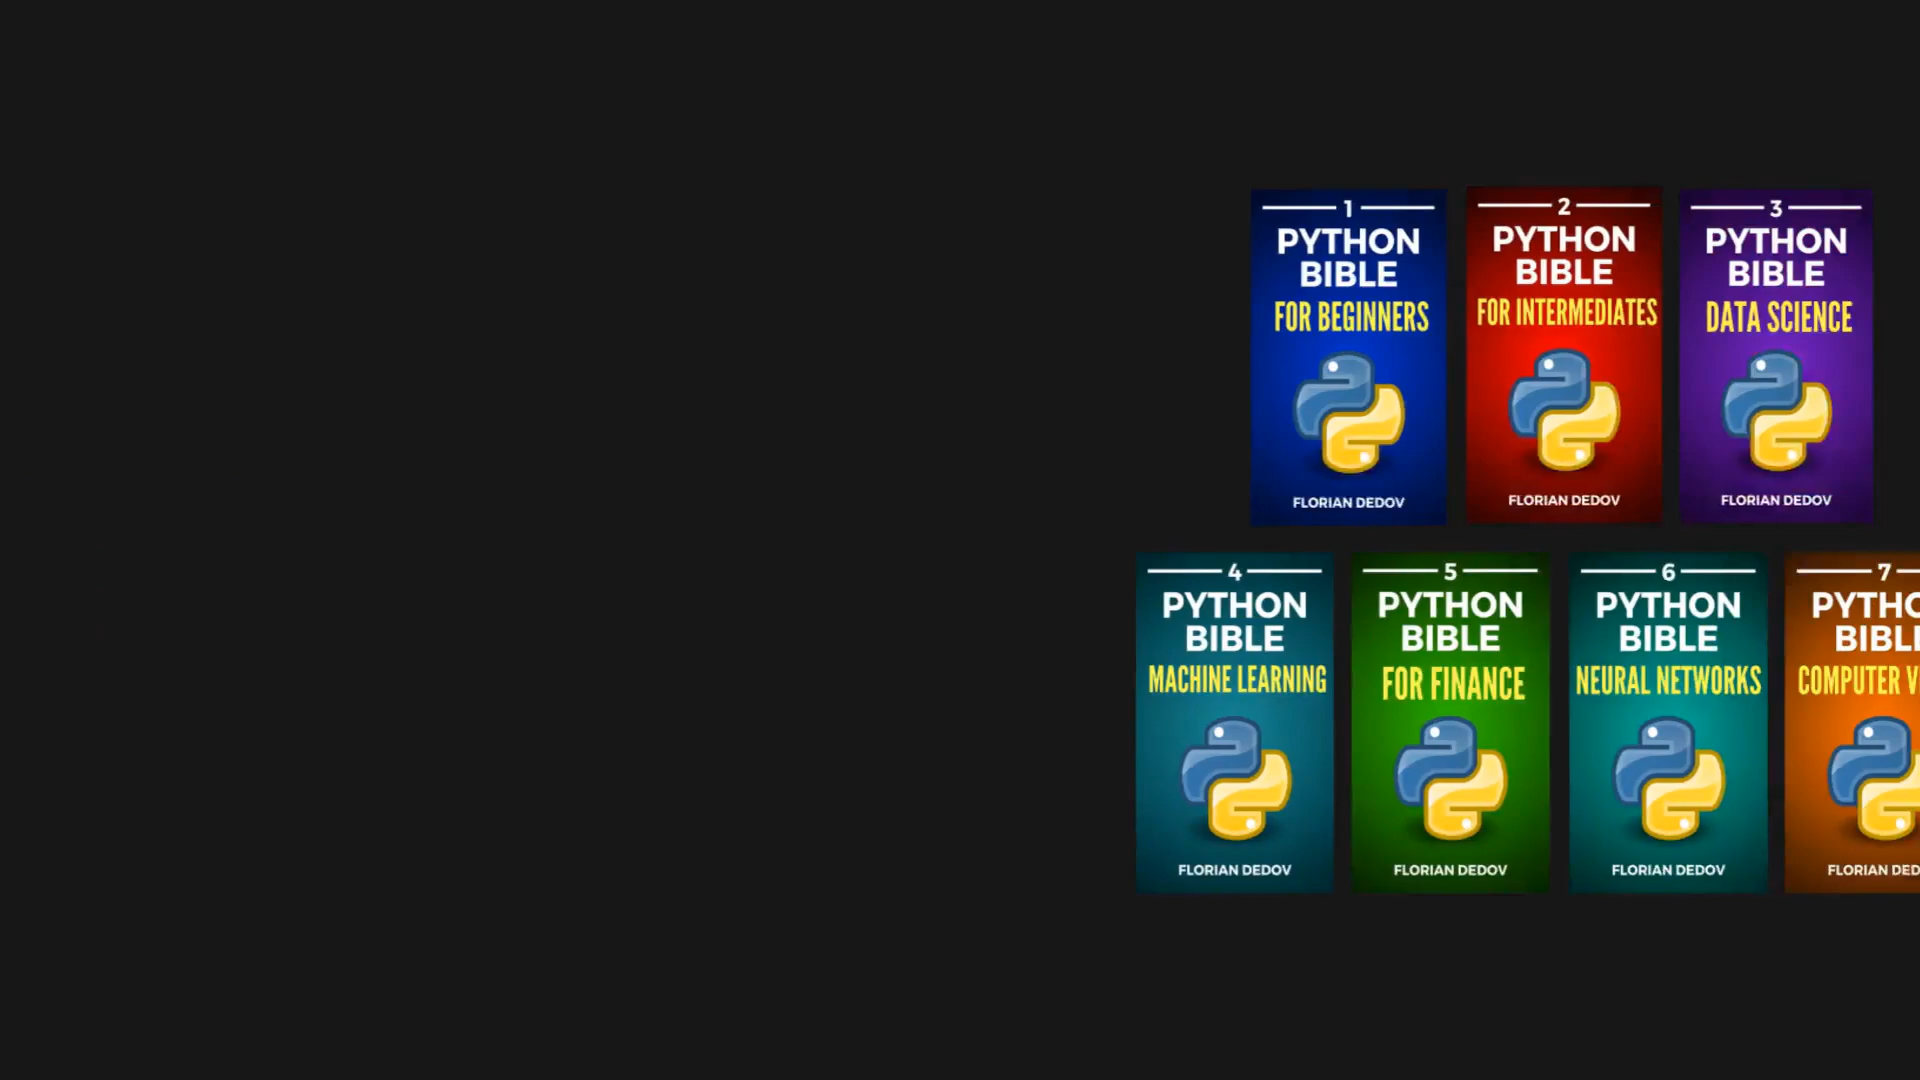 1
PYTHON
BIBLE
FOR BEGINNERS
FLORIAN DEDOV
2
PYTHON
BIBLE
FOR INTERMEDIATES
FLORIAN DEDOV
3
PYTHON
BIBLE
DATA SCIENCE
FLORIAN DEDOV
4
PYTHON
BIBLE
MACHINE LEARNING
FLORIAN DEDOV
5
PYTHON
BIBLE
FOR FINANCE
FLORIAN DEDOV
6
PYTHON
BIBLE
NEURAL NETWORKS
FLORIAN DEDOV
7
COMPUTER
FLORIAN